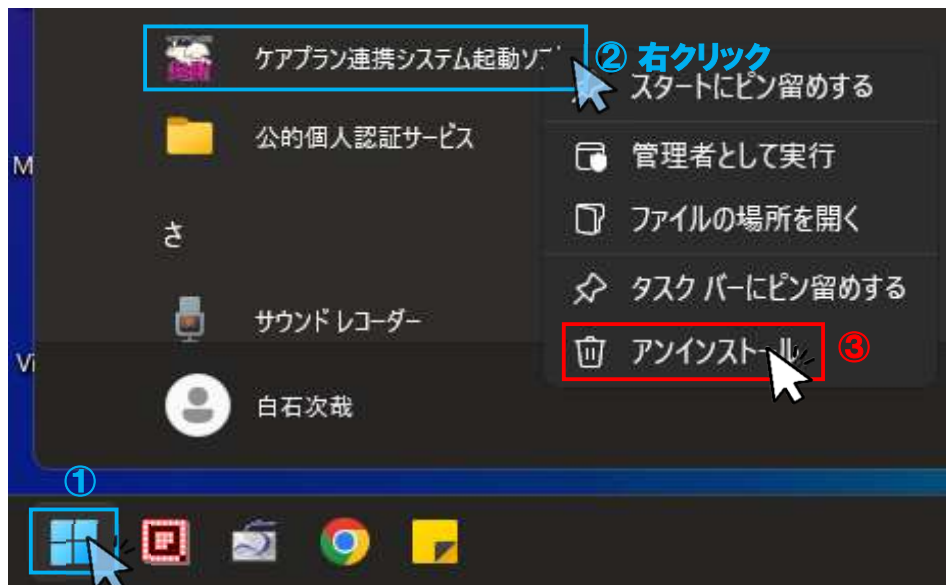 ケアプラン連携システム起動ソフ
② 右クリック
スタートにピン留めする
公的個人認証サービス
管理者として実行
M
ファイルの場所を開く
さ
タスク バーにピン留めする
サウンド レコーダー
アンインストール
③
Vi
白石次哉
①